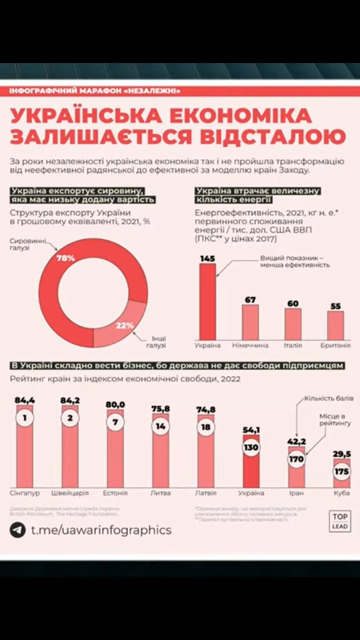 ІНФОГРАФІЧНИЙ МАРАФОН «НЕЗАЛЕЖНІ»
УКРАЇНСЬКА ЕКОНОМІКА
ЗАЛИШАЄТЬСЯ ВІДСТАЛОЮ
За роки незалежності українська економіка так і не пройшла трансформацію
від неефективної радянської до ефективної за моделлю країн Заходу.
Україна експортує сировину,
яка має низьку додану вартість
Структура експорту України
в грошовому еквіваленті, 2021, %
Сировинні
галузі
78%
22%
Інші
галузі
Україна втрачає величезну
кількість енергії
Енергоефективність, 2021, кг н. е.*
первинного споживання
енергії / тис. дол. США ВВП
(ПКС** у цінах 2017)
145
Вищий показник –
менша ефективність
67
60
55
Україна
Німеччина
Італія
Британія
В Україні складно вести бізнес, бо держава не дає свободи підприємцям
Рейтинг країн за індексом економічної свободи, 2022
Кількість балів
Місце в
рейтингу
84,4
84,2
80,0
75,8
74,8
54,1
42,2
29,5
1
2
7
14
18
130
170
175
Сінгапур
Швейцарія
Естонія
Литва
Латвія
Україна
Іран
Куба
t.me/uawarinfographics
TOP
LEAD